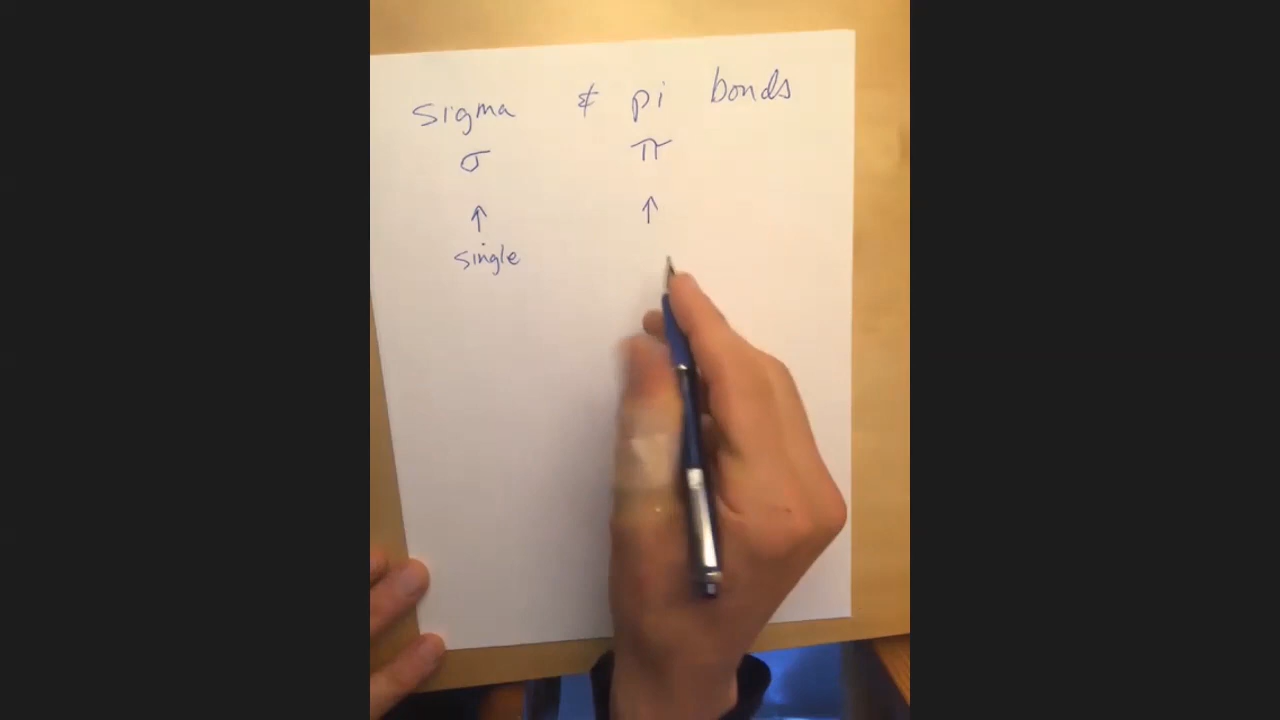 sigma & pi bonds
σ π
↑ ↑
single